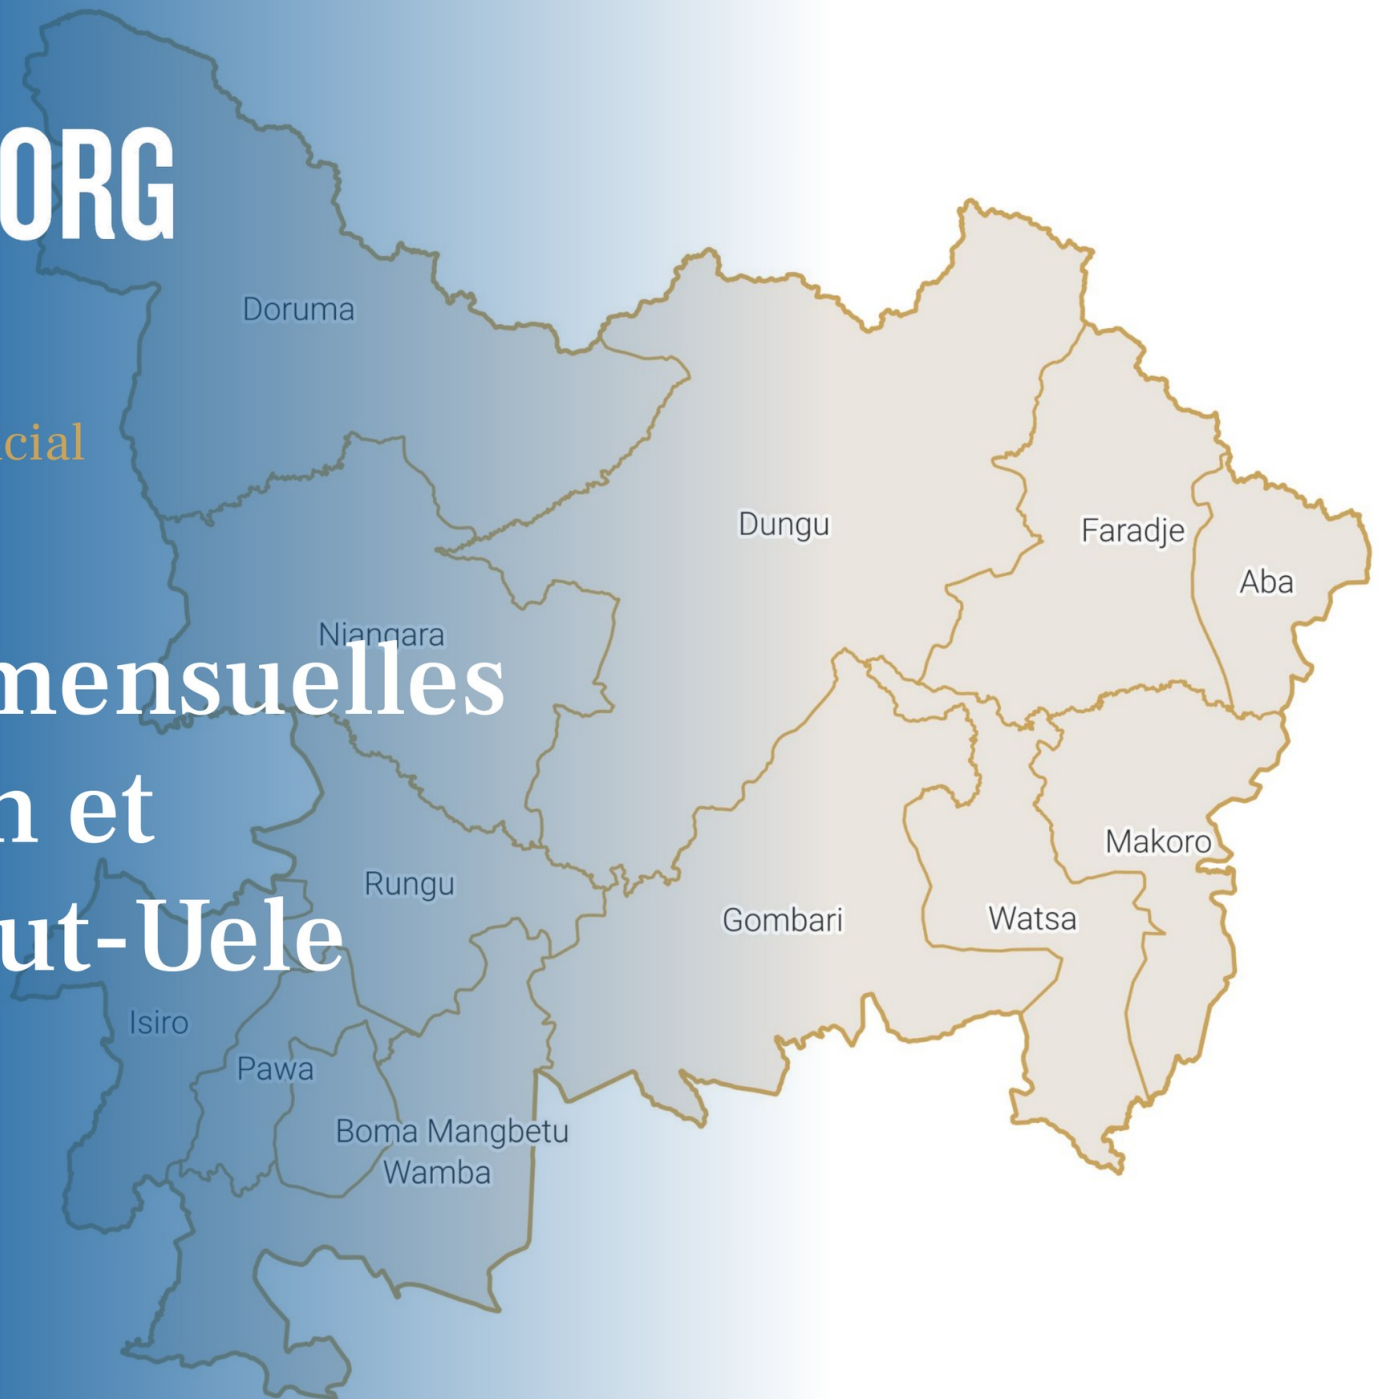 ORG
Doruma
cial
Dungu
Faradje
Aba
Niangara
mensuelles
n et
Makoro
Rungu
Gombari
Watsa
ut-Uele
Isiro
Pawa
Boma Mangbetu
Wamba